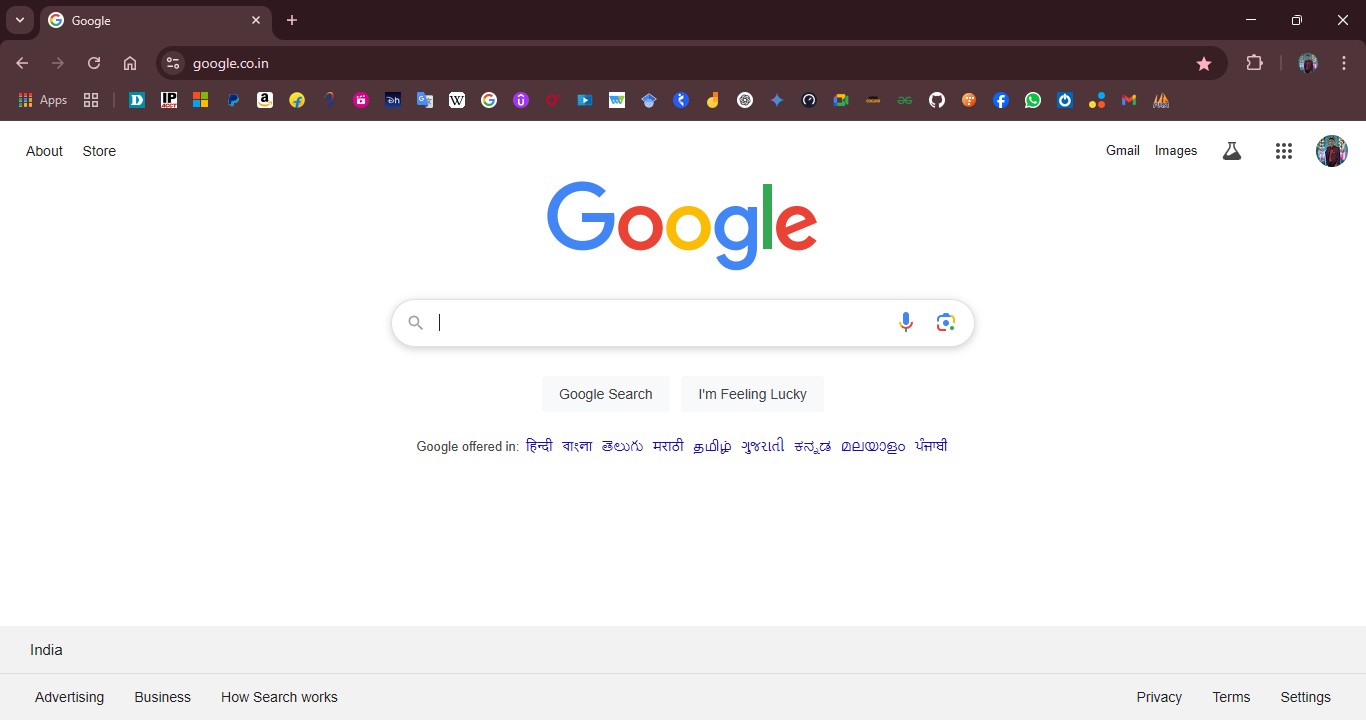 Google
google.co.in
Apps
About Store
Gmail Images
Google
Google Search I'm Feeling Lucky
Google offered in: हिन्दी বাংলা తెలుగు मराठी தமிழ் ગુજરાતી ಕನ್ನಡ മലയാളം ਪੰਜਾਬੀ
India
Advertising Business How Search works
Privacy Terms Settings